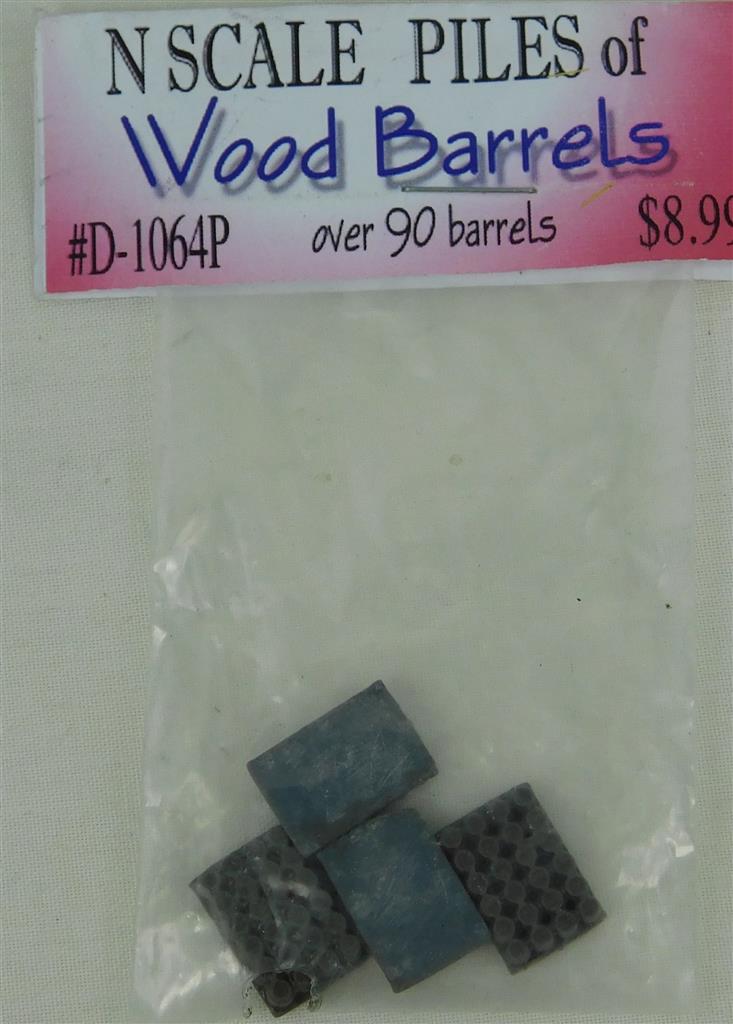 N SCALE PILES of
Wood Barrels
#D-1064P over 90 barrels $8.99